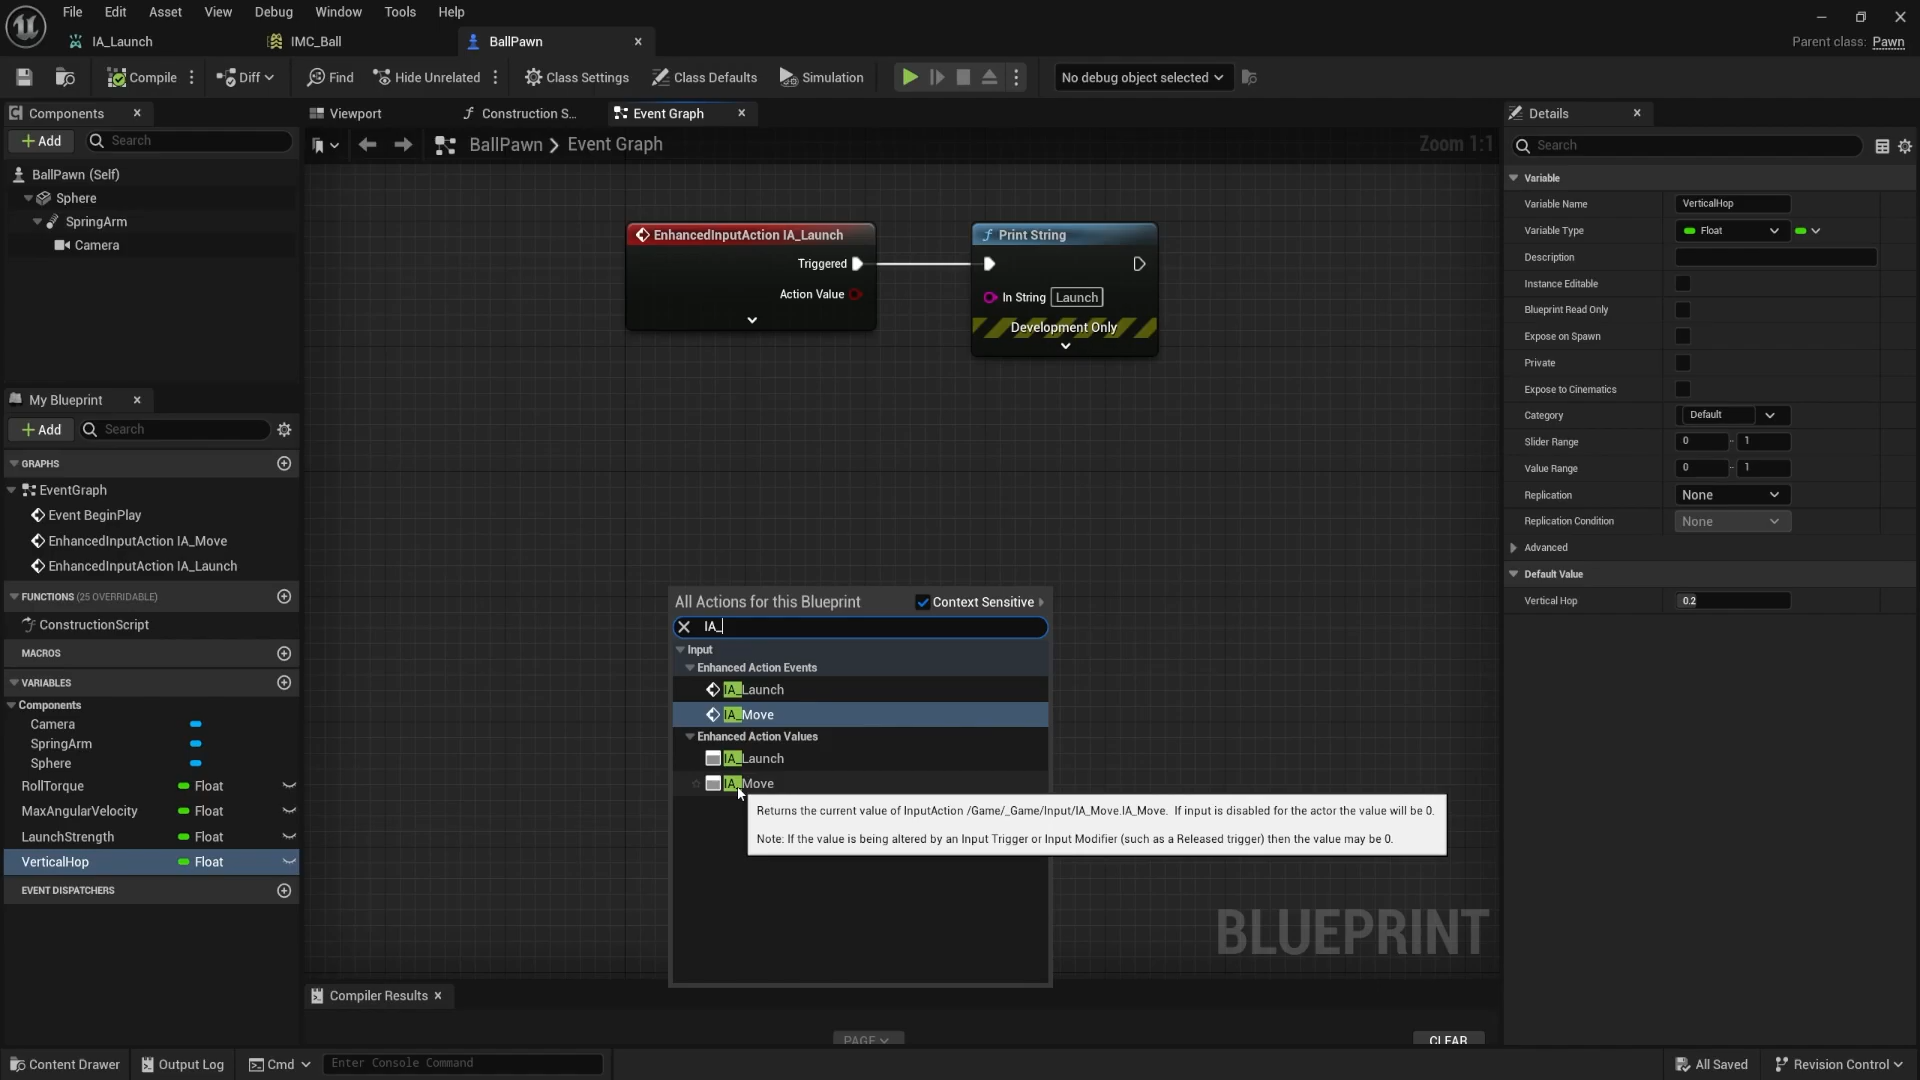 File Edit Asset View Debug Window Tools Help
IA_Launch IMC_Ball BallPawn
Parent class: Pawn
Compile Diff Find Hide Unrelated Class Settings Class Defaults Simulation No debug object selected
Components
Add Search
BallPawn (Self)
Sphere
SpringArm
Camera
My Blueprint
Add Search
GRAPHS
EventGraph
Event BeginPlay
EnhancedInputAction IA_Move
EnhancedInputAction IA_Launch
FUNCTIONS (25 OVERRIDABLE)
ConstructionScript
MACROS
VARIABLES
Components
Camera
SpringArm
Sphere
RollTorque Float
MaxAngularVelocity Float
LaunchStrength Float
VerticalHop Float
EVENT DISPATCHERS
Viewport Construction S... Event Graph
BallPawn Event Graph Zoom 1:1
EnhancedInputAction IA_Launch
Triggered
Action Value
Print String
In String Launch
Development Only
All Actions for this Blueprint Context Sensitive
IA_
Input
Enhanced Action Events
IA_Launch
IA_Move
Enhanced Action Values
IA_Launch
IA_Move
Returns the current value of InputAction /Game/_Game/Input/IA_Move.IA_Move. If input is disabled for the actor the value will be 0.
Note: If the value is being altered by an Input Trigger or Input Modifier (such as a Released trigger) then the value may be 0.
BLUEPRINT
Compiler Results
PAGE CLEAR
Details
Search
Variable
Variable Name VerticalHop
Variable Type Float
Description
Instance Editable
Blueprint Read Only
Expose on Spawn
Private
Expose to Cinematics
Category Default
Slider Range 0 1
Value Range 0 1
Replication None
Replication Condition None
Advanced
Default Value
Vertical Hop 0.2
Content Drawer Output Log Cmd Enter Console Command All Saved Revision Control